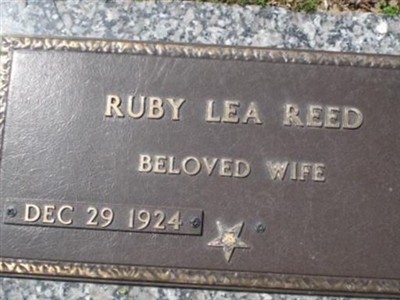 RUBY LEA REED
BELOVED WIFE
DEC 29 1924